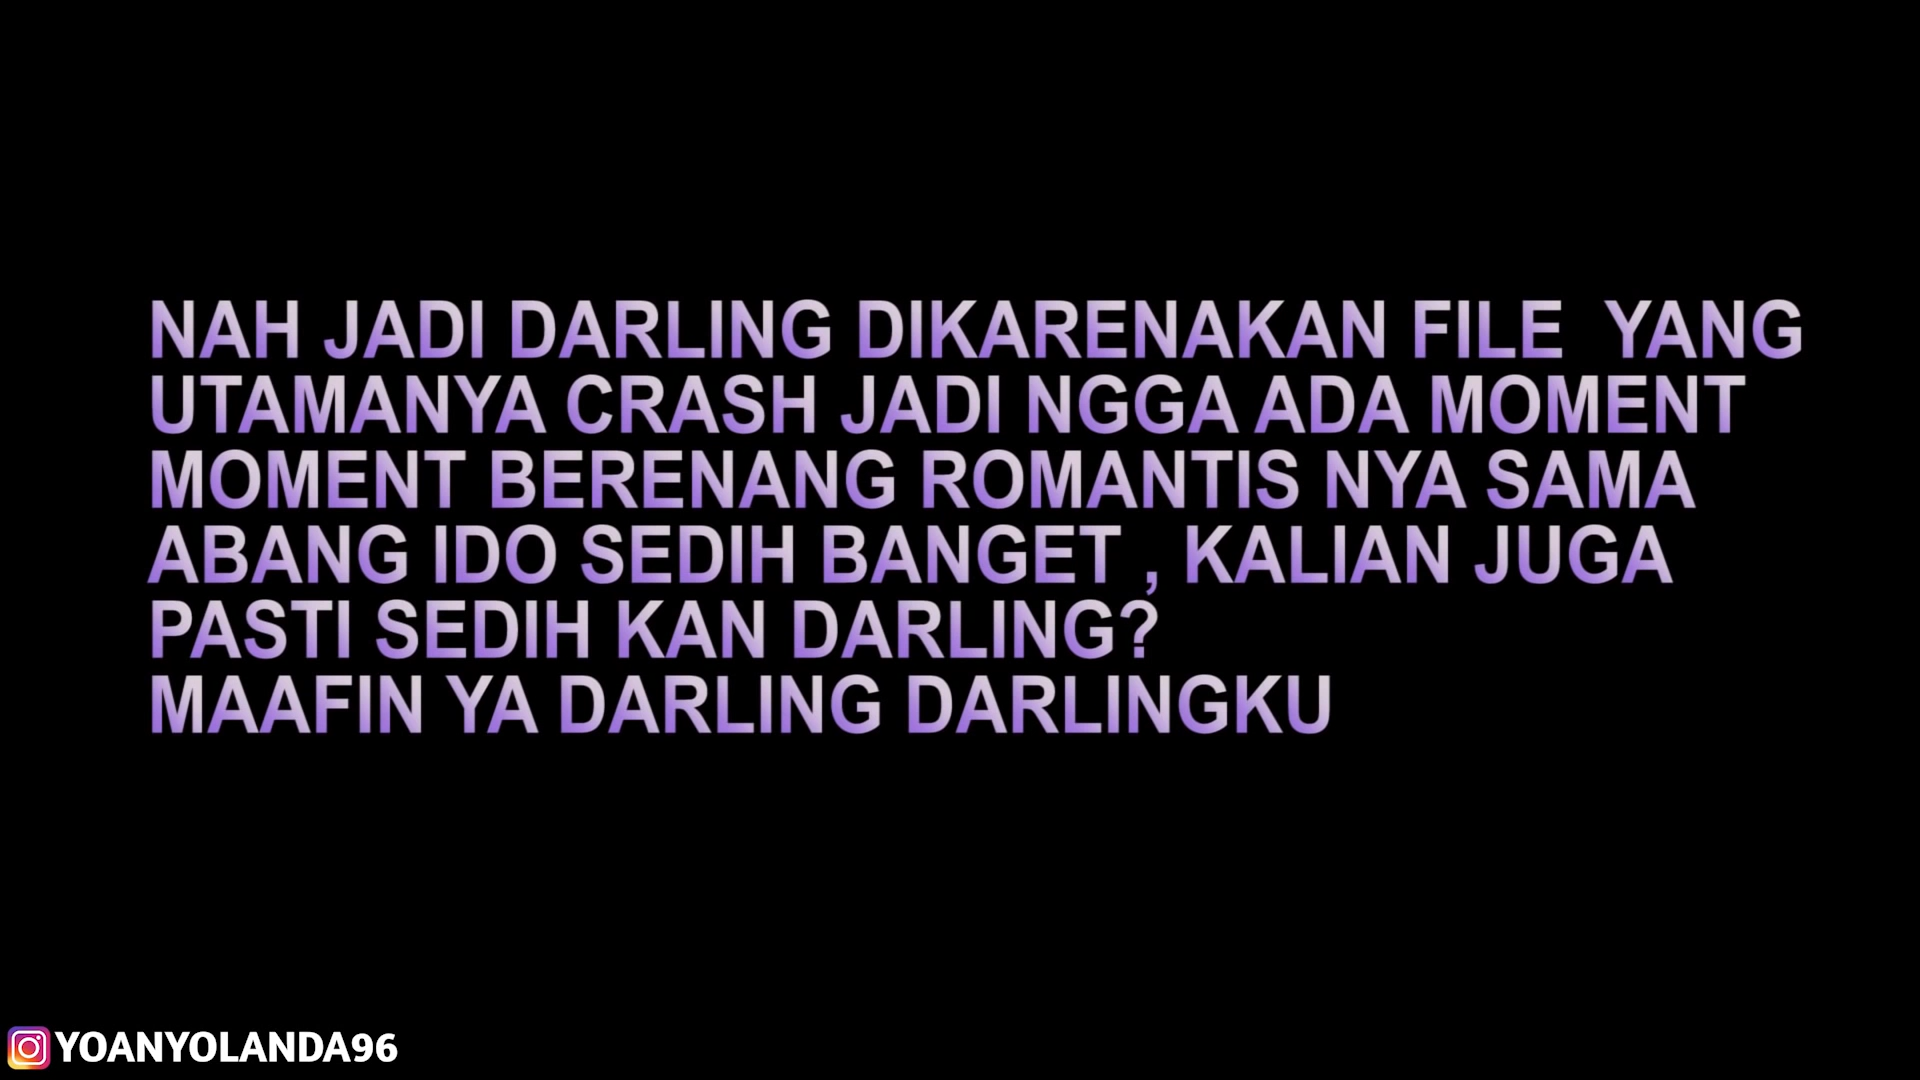 NAH JADI DARLING DIKARENAKAN FILE  YANG
UTAMANYA CRASH JADI NGGA ADA MOMENT
MOMENT BERENANG ROMANTIS NYA SAMA
ABANG IDO SEDIH BANGET , KALIAN JUGA
PASTI SEDIH KAN DARLING?
MAAFIN YA DARLING DARLINGKU
YOANYOLANDA96